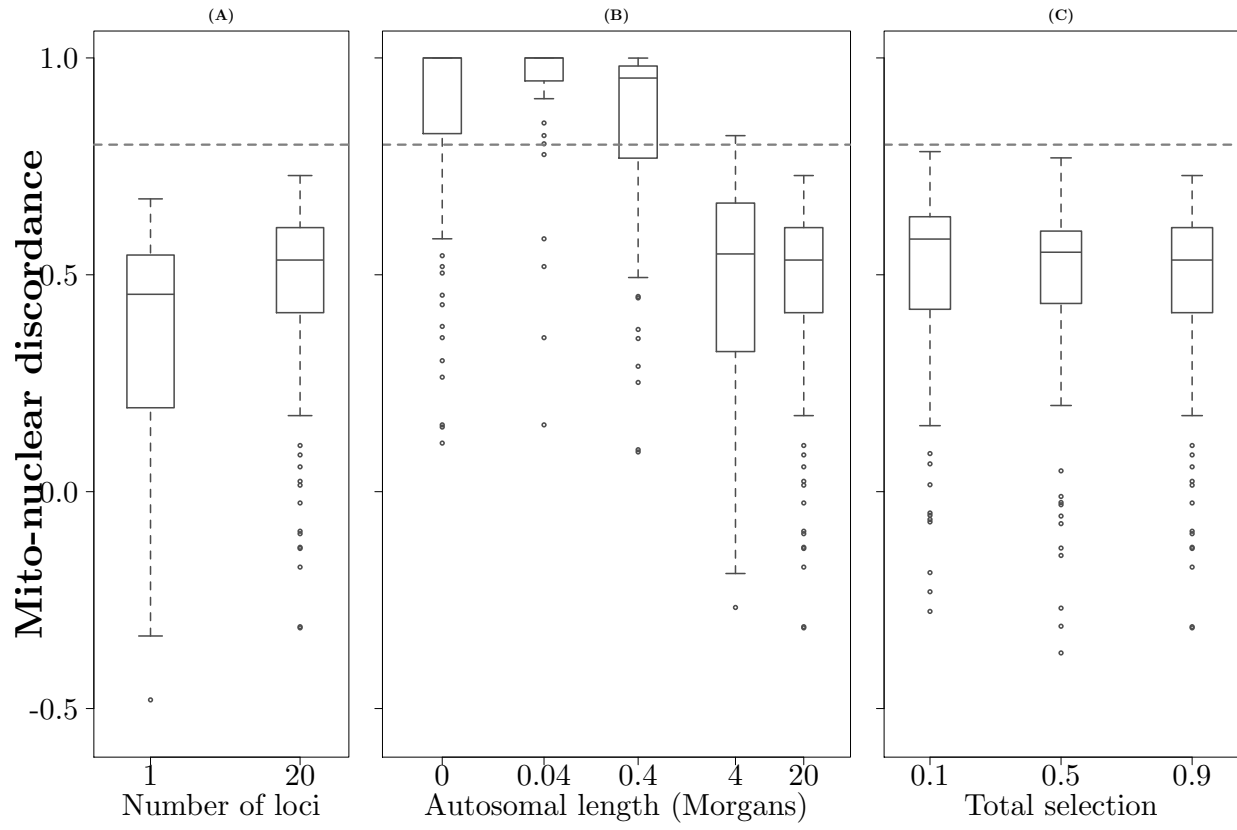 (A)
(B)
(C)
Mito-nuclear discordance
1.0
0.5
0.0
-0.5
1 20
Number of loci
0 0.04 0.4 4 20
Autosomal length (Morgans)
0.1 0.5 0.9
Total selection